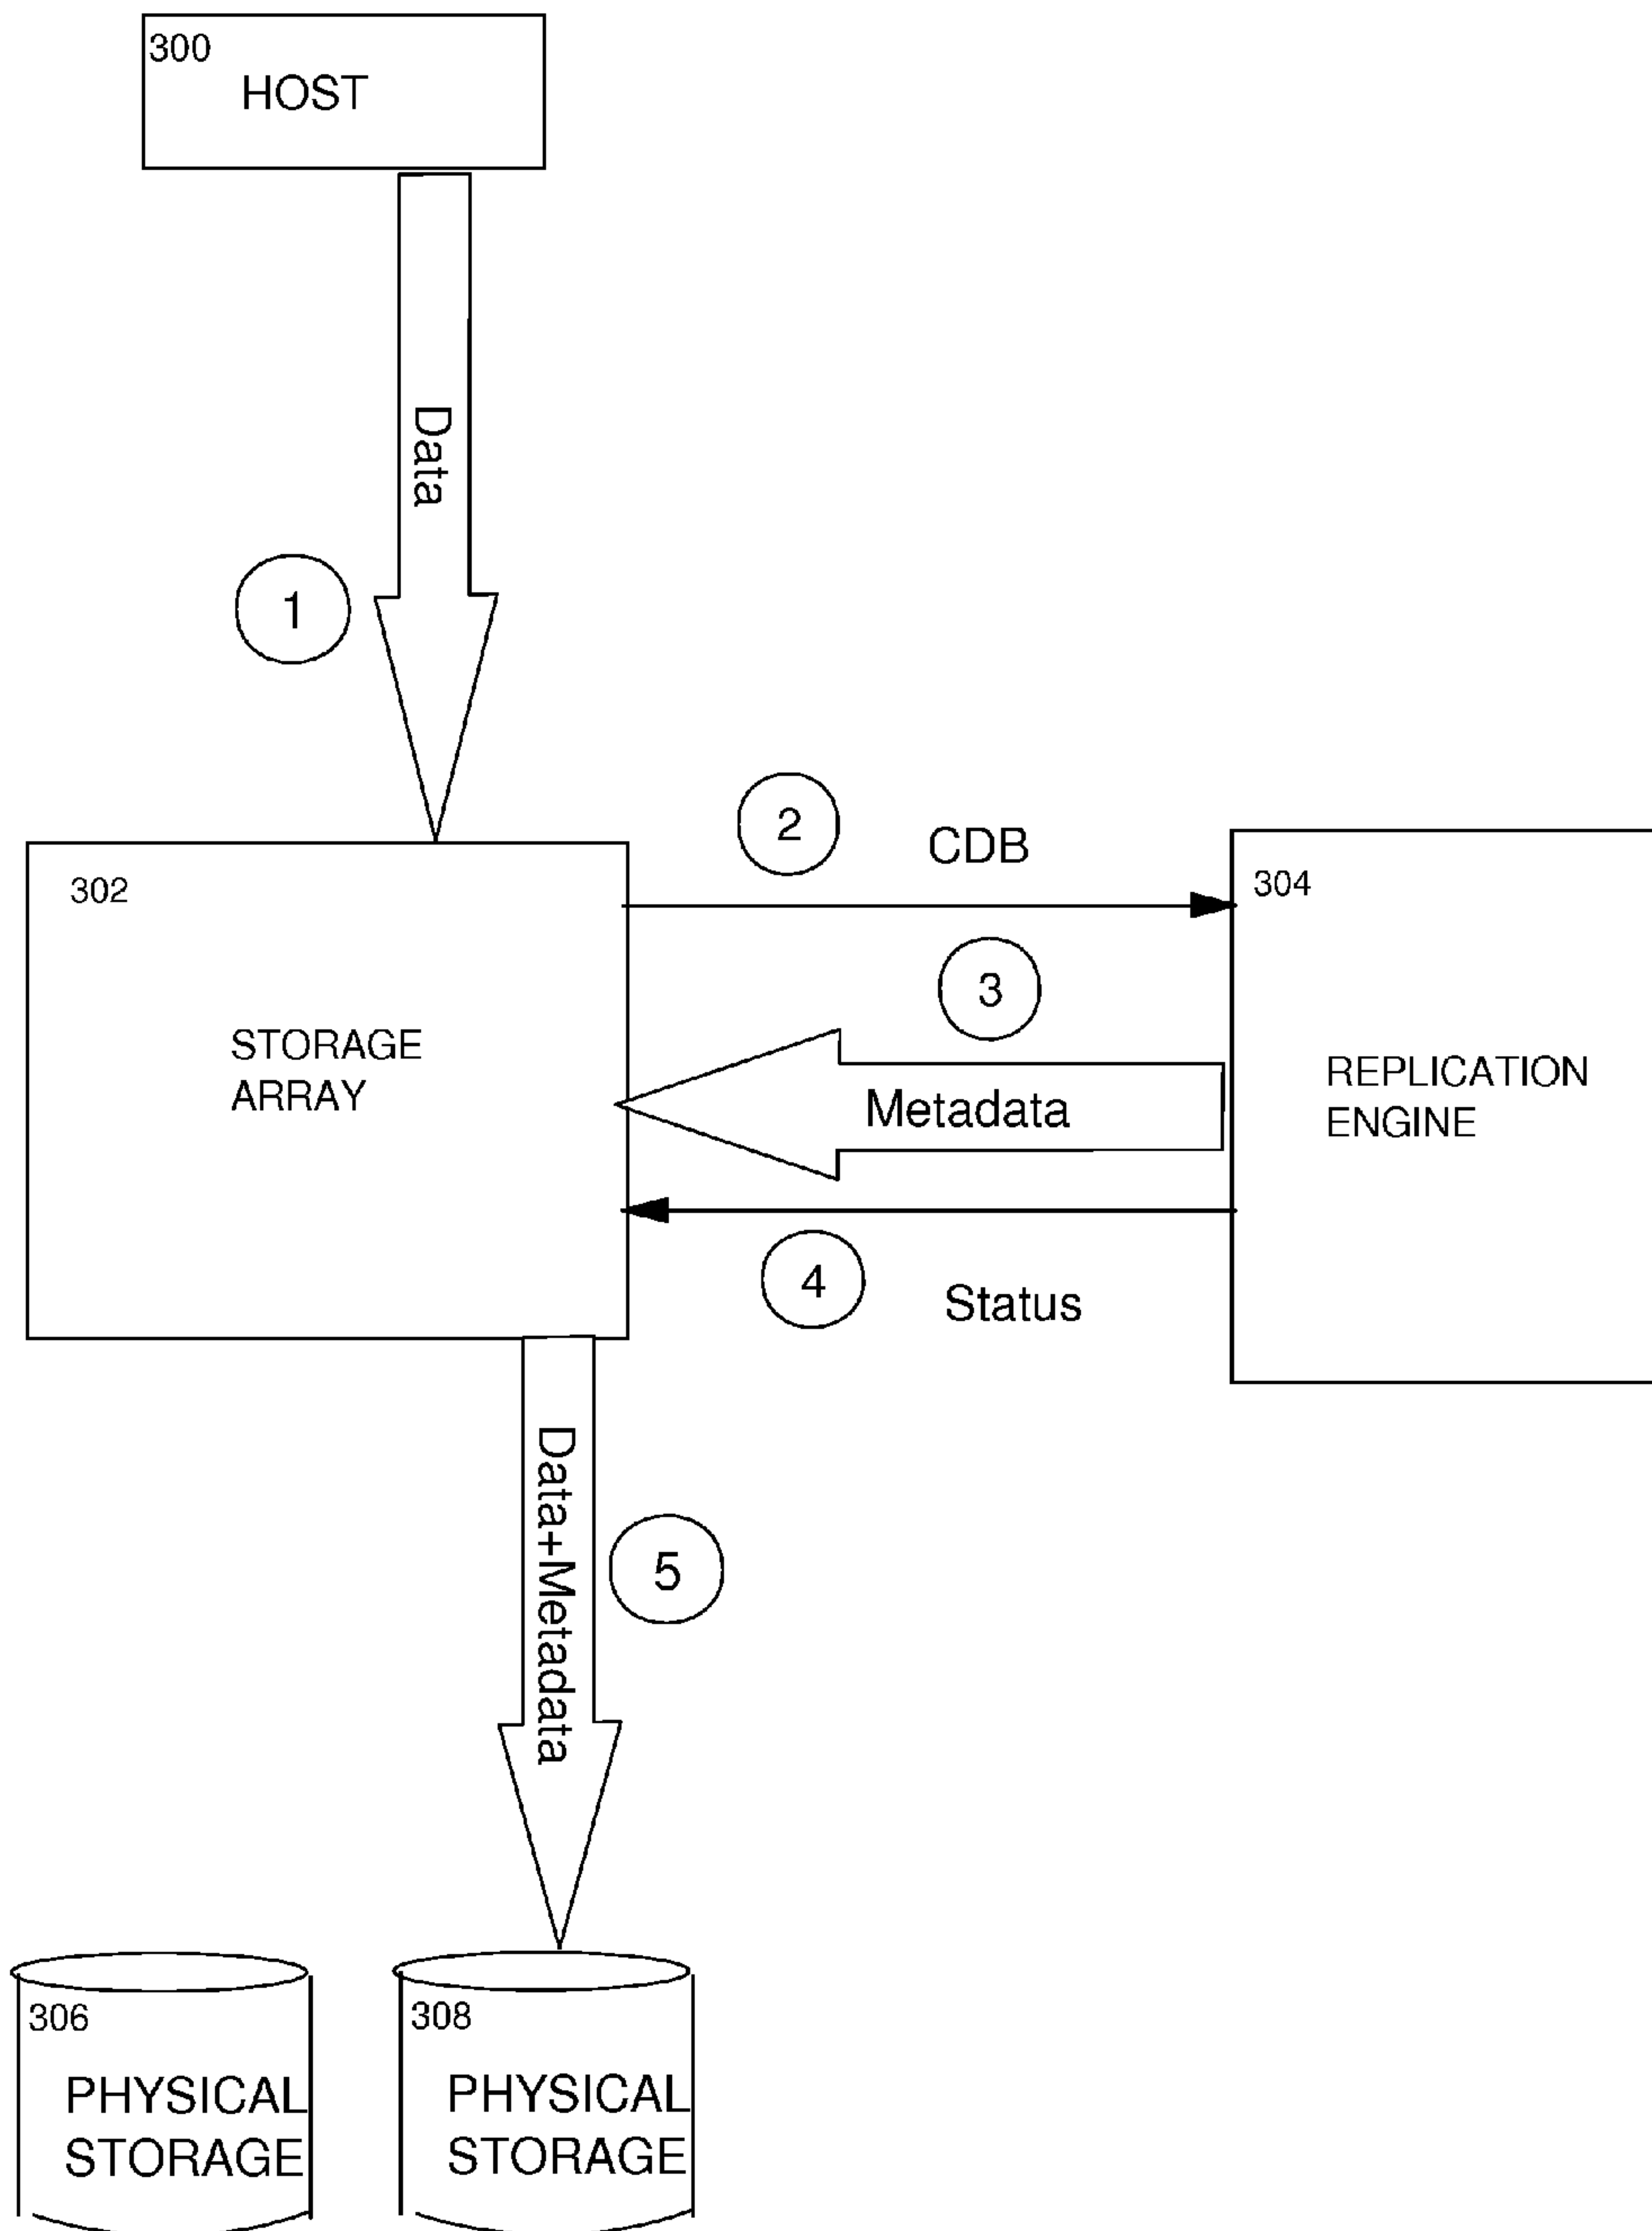 300
HOST
Data
1
2
CDB
302
304
3
STORAGE
ARRAY
Metadata
REPLICATION
ENGINE
4
Status
Data+Metadata
5
306
PHYSICAL
STORAGE
308
PHYSICAL
STORAGE